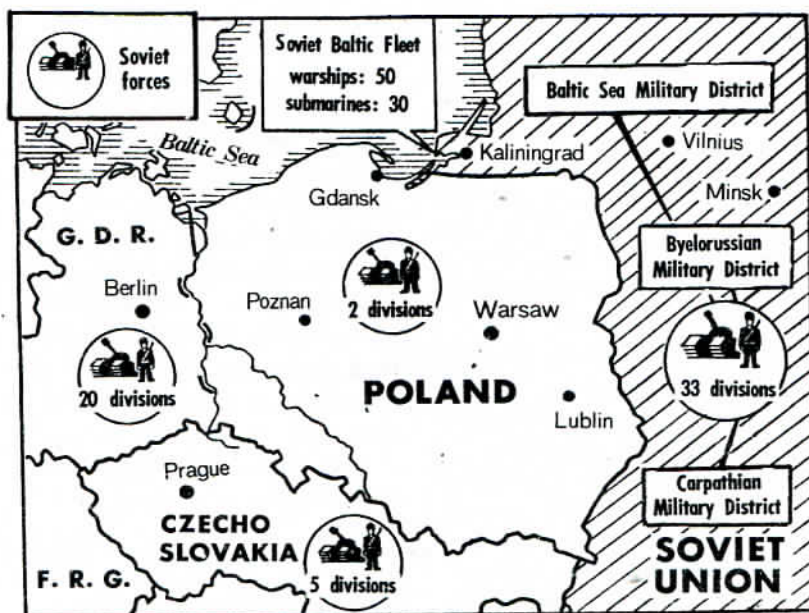 Soviet
forces
Soviet Baltic Fleet
warships: 50
submarines: 30
Baltic Sea Military District
Baltic Sea
Kaliningrad
Vilnius
Gdansk
Minsk
G. D. R.
Byelorussian
Military District
Berlin
Poznan
2 divisions
Warsaw
20 divisions
POLAND
33 divisions
Lublin
Prague
Carpathian
Military District
CZECHO
SLOVAKIA
SOVIET
UNION
F. R. G.
5 divisions